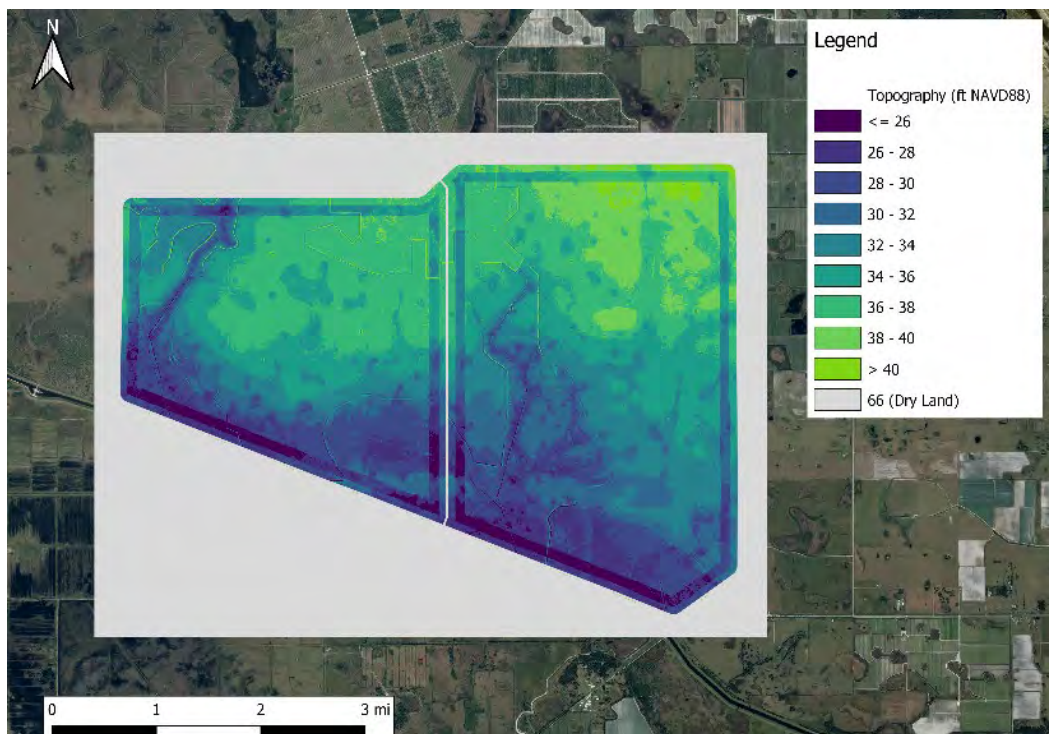 N
Legend
Topography (ft NAVD88)
<= 26
26 - 28
28 - 30
30 - 32
32 - 34
34 - 36
36 - 38
38 - 40
> 40
66 (Dry Land)
0 1 2 3 mi